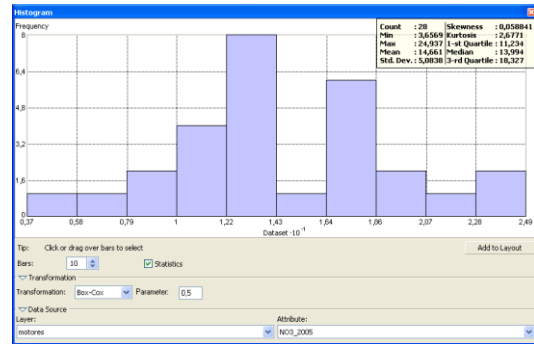 Histogram
Frequency
Count : 28 Skewness : 0,058841
Min : 3,6569 Kurtosis : 2,6771
Max : 24,937 1-st Quartile : 11,234
Mean : 14,661 Median : 13,994
Std. Dev. : 5,0838 3-rd Quartile : 18,327
8
6,4
4,8
3,2
1,6
0
0,37 0,58 0,79 1 1,22 1,43 1,64 1,86 2,07 2,28 2,49
Dataset ·10⁻¹
Tip: Click or drag over bars to select
Add to Layout
Bars: 10 Statistics
Transformation
Transformation: Box-Cox Parameter: 0,5
Data Source
Layer: Attribute:
motores NO3_2005